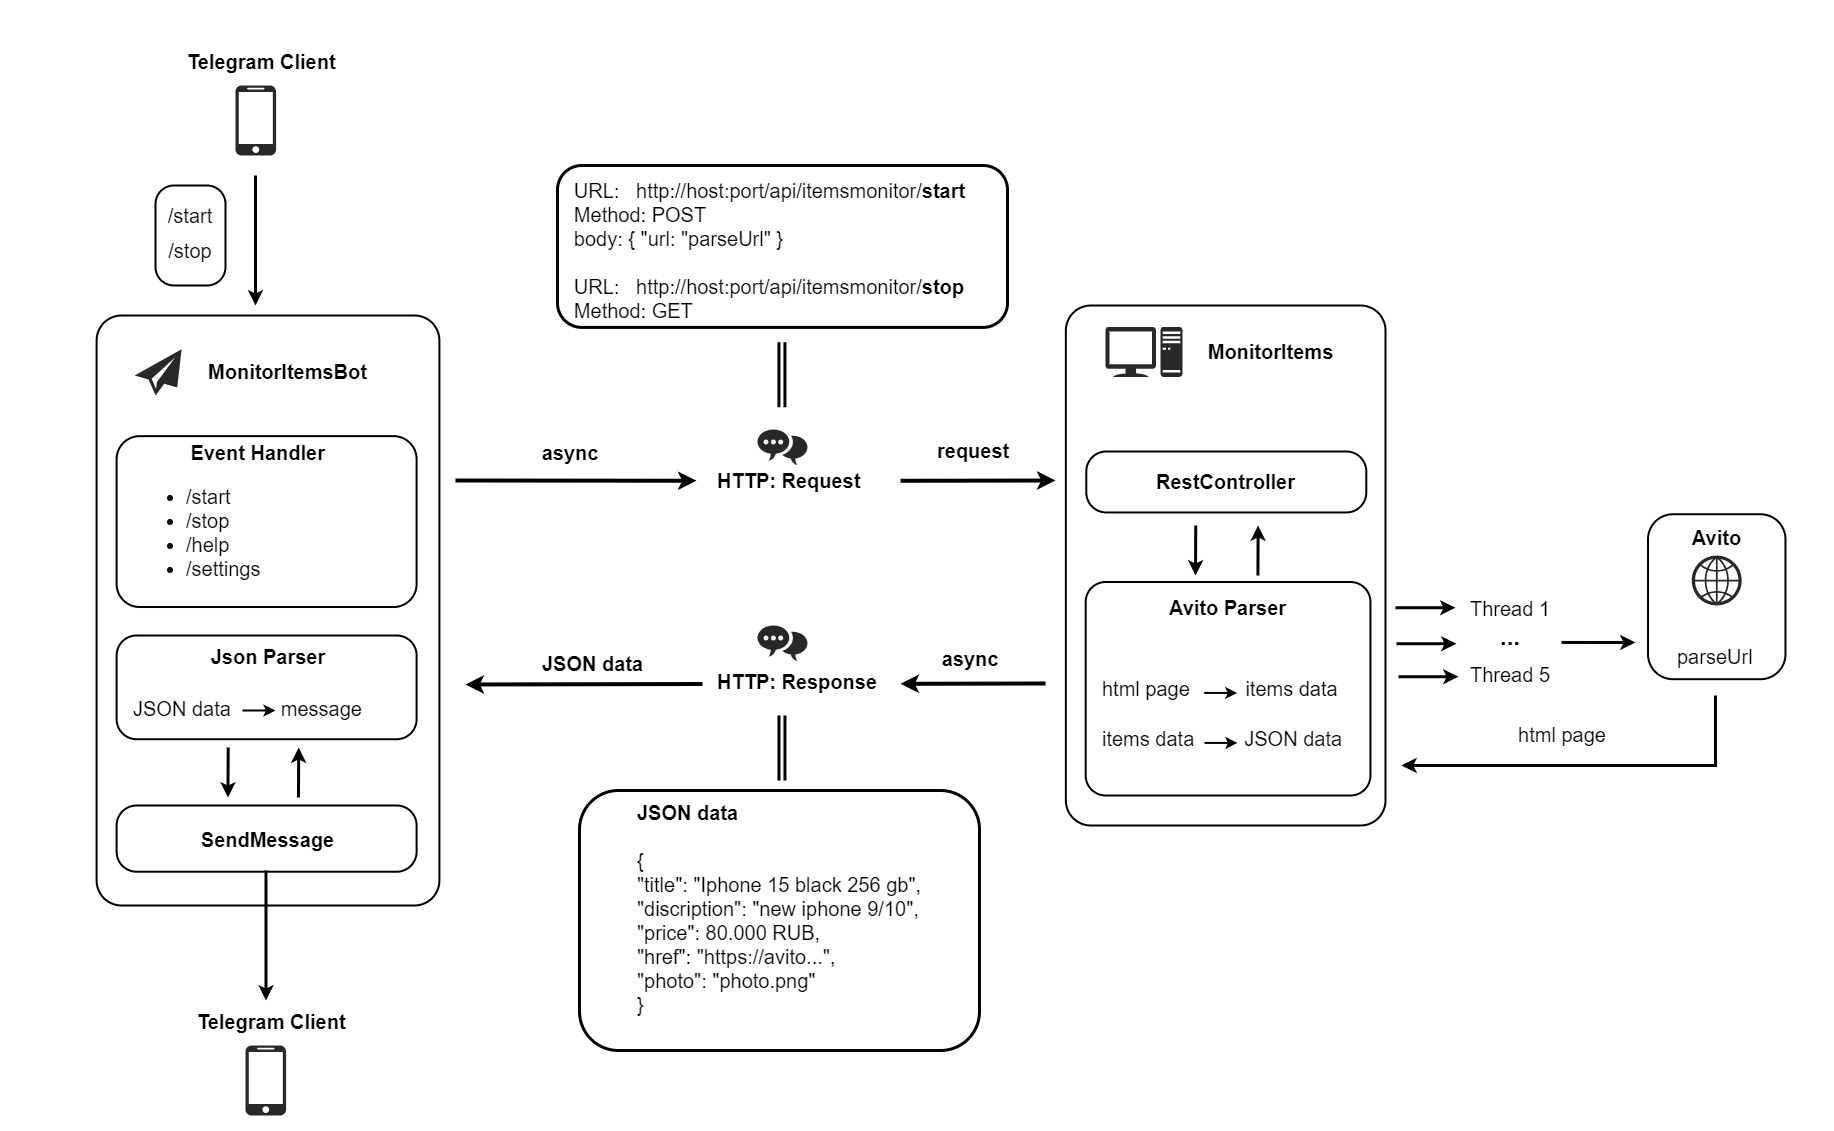 Telegram Client
/start
/stop
MonitorItemsBot
Event Handler
/start
/stop
/help
/settings
Json Parser
JSON data
message
SendMessage
Telegram Client
URL: http://host:port/api/itemsmonitor/start
Method: POST
body: { "url: "parseUrl" }
URL: http://host:port/api/itemsmonitor/stop
Method: GET
async
HTTP: Request
request
JSON data
HTTP: Response
async
JSON data
{
"title": "Iphone 15 black 256 gb",
"discription": "new iphone 9/10",
"price": 80.000 RUB,
"href": "https://avito...",
"photo": "photo.png"
}
MonitorItems
RestController
Avito Parser
html page
items data
items data
JSON data
Thread 1
...
Thread 5
Avito
parseUrl
html page